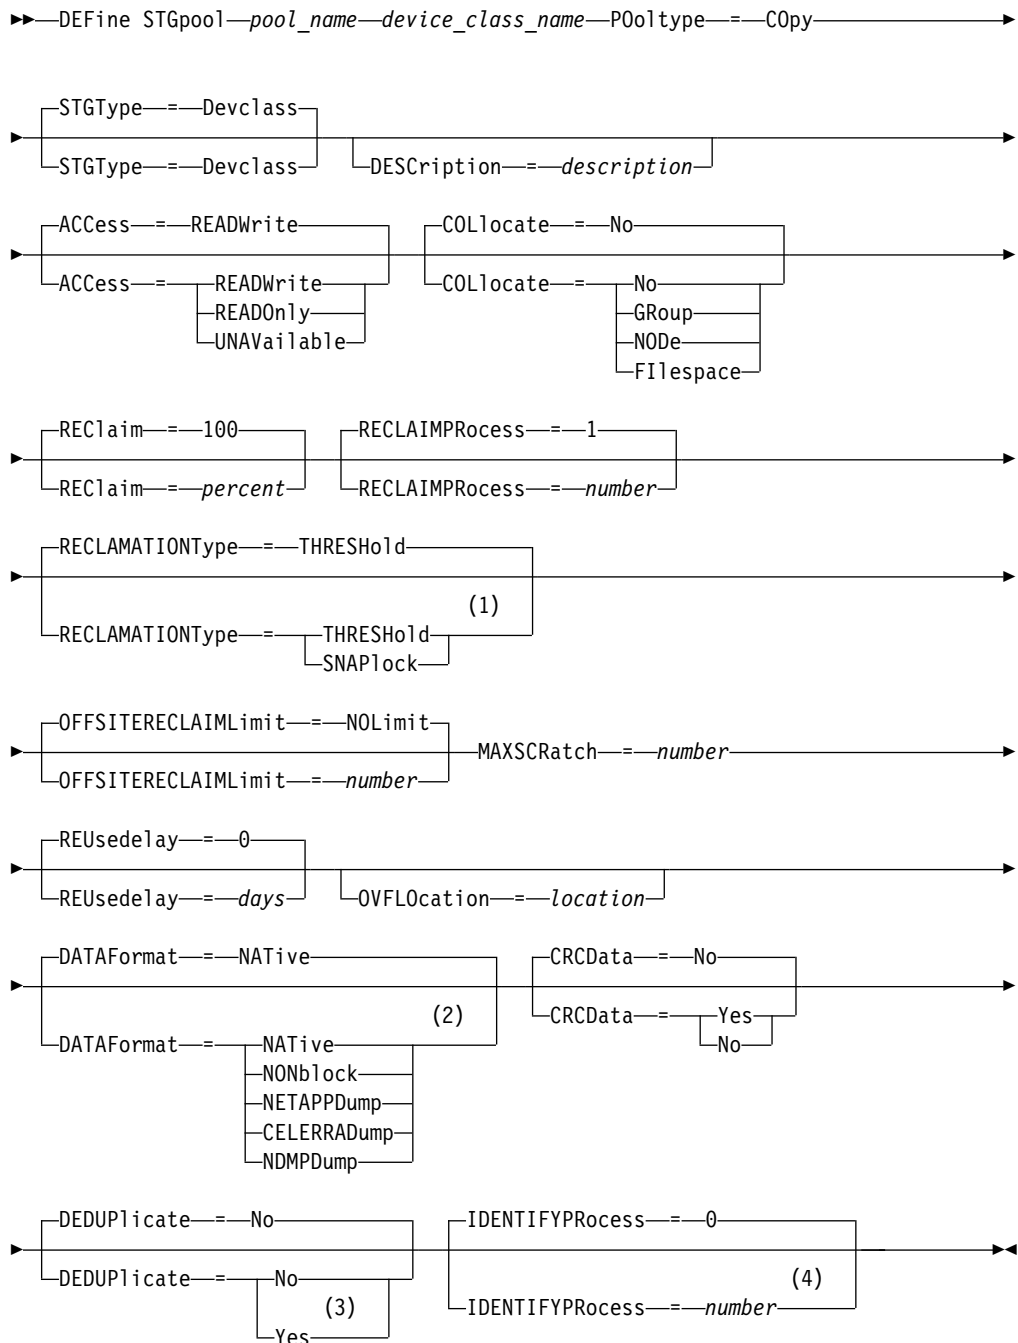 DEFine STGpool pool_name device_class_name POoltype = COpy
STGType = Devclass
STGType = Devclass
DESCription = description
ACCess = READWrite
ACCess = READWrite
READOnly
UNAVailable
COLlocate = No
COLlocate = No
GRoup
NODe
FIlespace
REClaim = 100
REClaim = percent
RECLAIMPRocess = 1
RECLAIMPRocess = number
RECLAMATIONType = THRESHold
(1)
RECLAMATIONType = THRESHold
SNAPlock
OFFSITERECLAIMLimit = NOLimit
OFFSITERECLAIMLimit = number
MAXSCRatch = number
REUsedelay = 0
REUsedelay = days
OVFLOcation = location
DATAFormat = NATive
(2)
DATAFormat = NATive
NONblock
NETAPPDump
CELERRADump
NDMPDump
CRCData = No
CRCData = Yes
No
DEDUPlicate = No
DEDUPlicate = No
(3)
Yes
IDENTIFYPRocess = 0
(4)
IDENTIFYPRocess = number